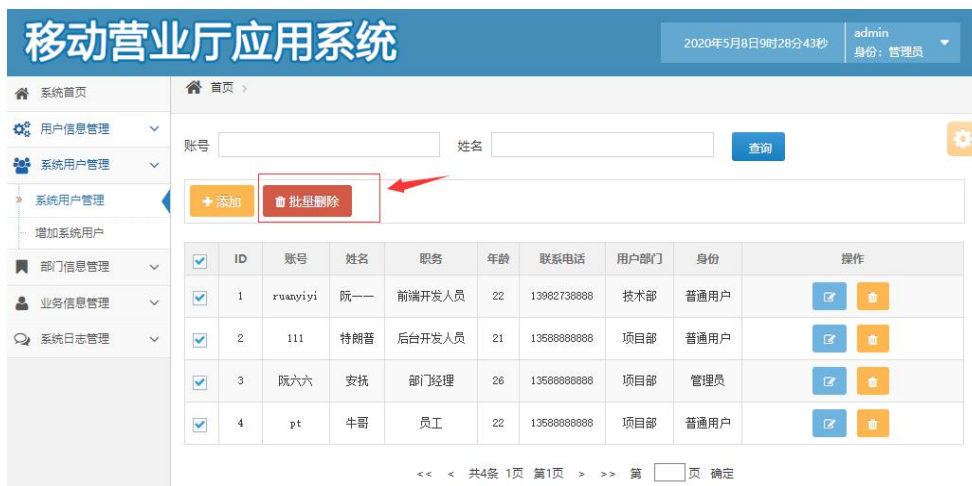 移动营业厅应用系统
2020年5月8日9时28分43秒
admin
身份：管理员
系统首页
首页 >
用户信息管理
系统用户管理
系统用户管理
增加系统用户
部门信息管理
业务信息管理
系统日志管理
账号 姓名 查询
添加 批量删除
ID 账号 姓名 职务 年龄 联系电话 用户部门 身份 操作
1 ruanyiyi 阮一一 前端开发人员 22 13982738888 技术部 普通用户
2 111 特朗普 后台开发人员 21 13588888888 项目部 普通用户
3 阮六六 安抚 部门经理 26 13588888888 项目部 管理员
4 pt 牛哥 员工 22 13588888888 项目部 普通用户
<< < 共4条 1页 第1页 > >> 第 页 确定